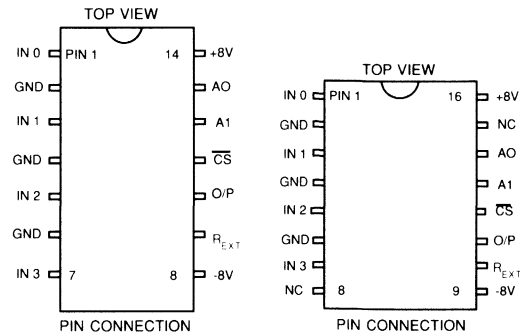 TOP VIEW
IN 0 PIN 1 14 +8V
GND AO
IN 1 A1
GND CS
IN 2 O/P
GND REXT
IN 3 7 8 -8V
PIN CONNECTION
TOP VIEW
IN 0 PIN 1 16 +8V
GND NC
IN 1 AO
GND A1
IN 2 CS
GND O/P
IN 3 REXT
NC 8 9 -8V
PIN CONNECTION